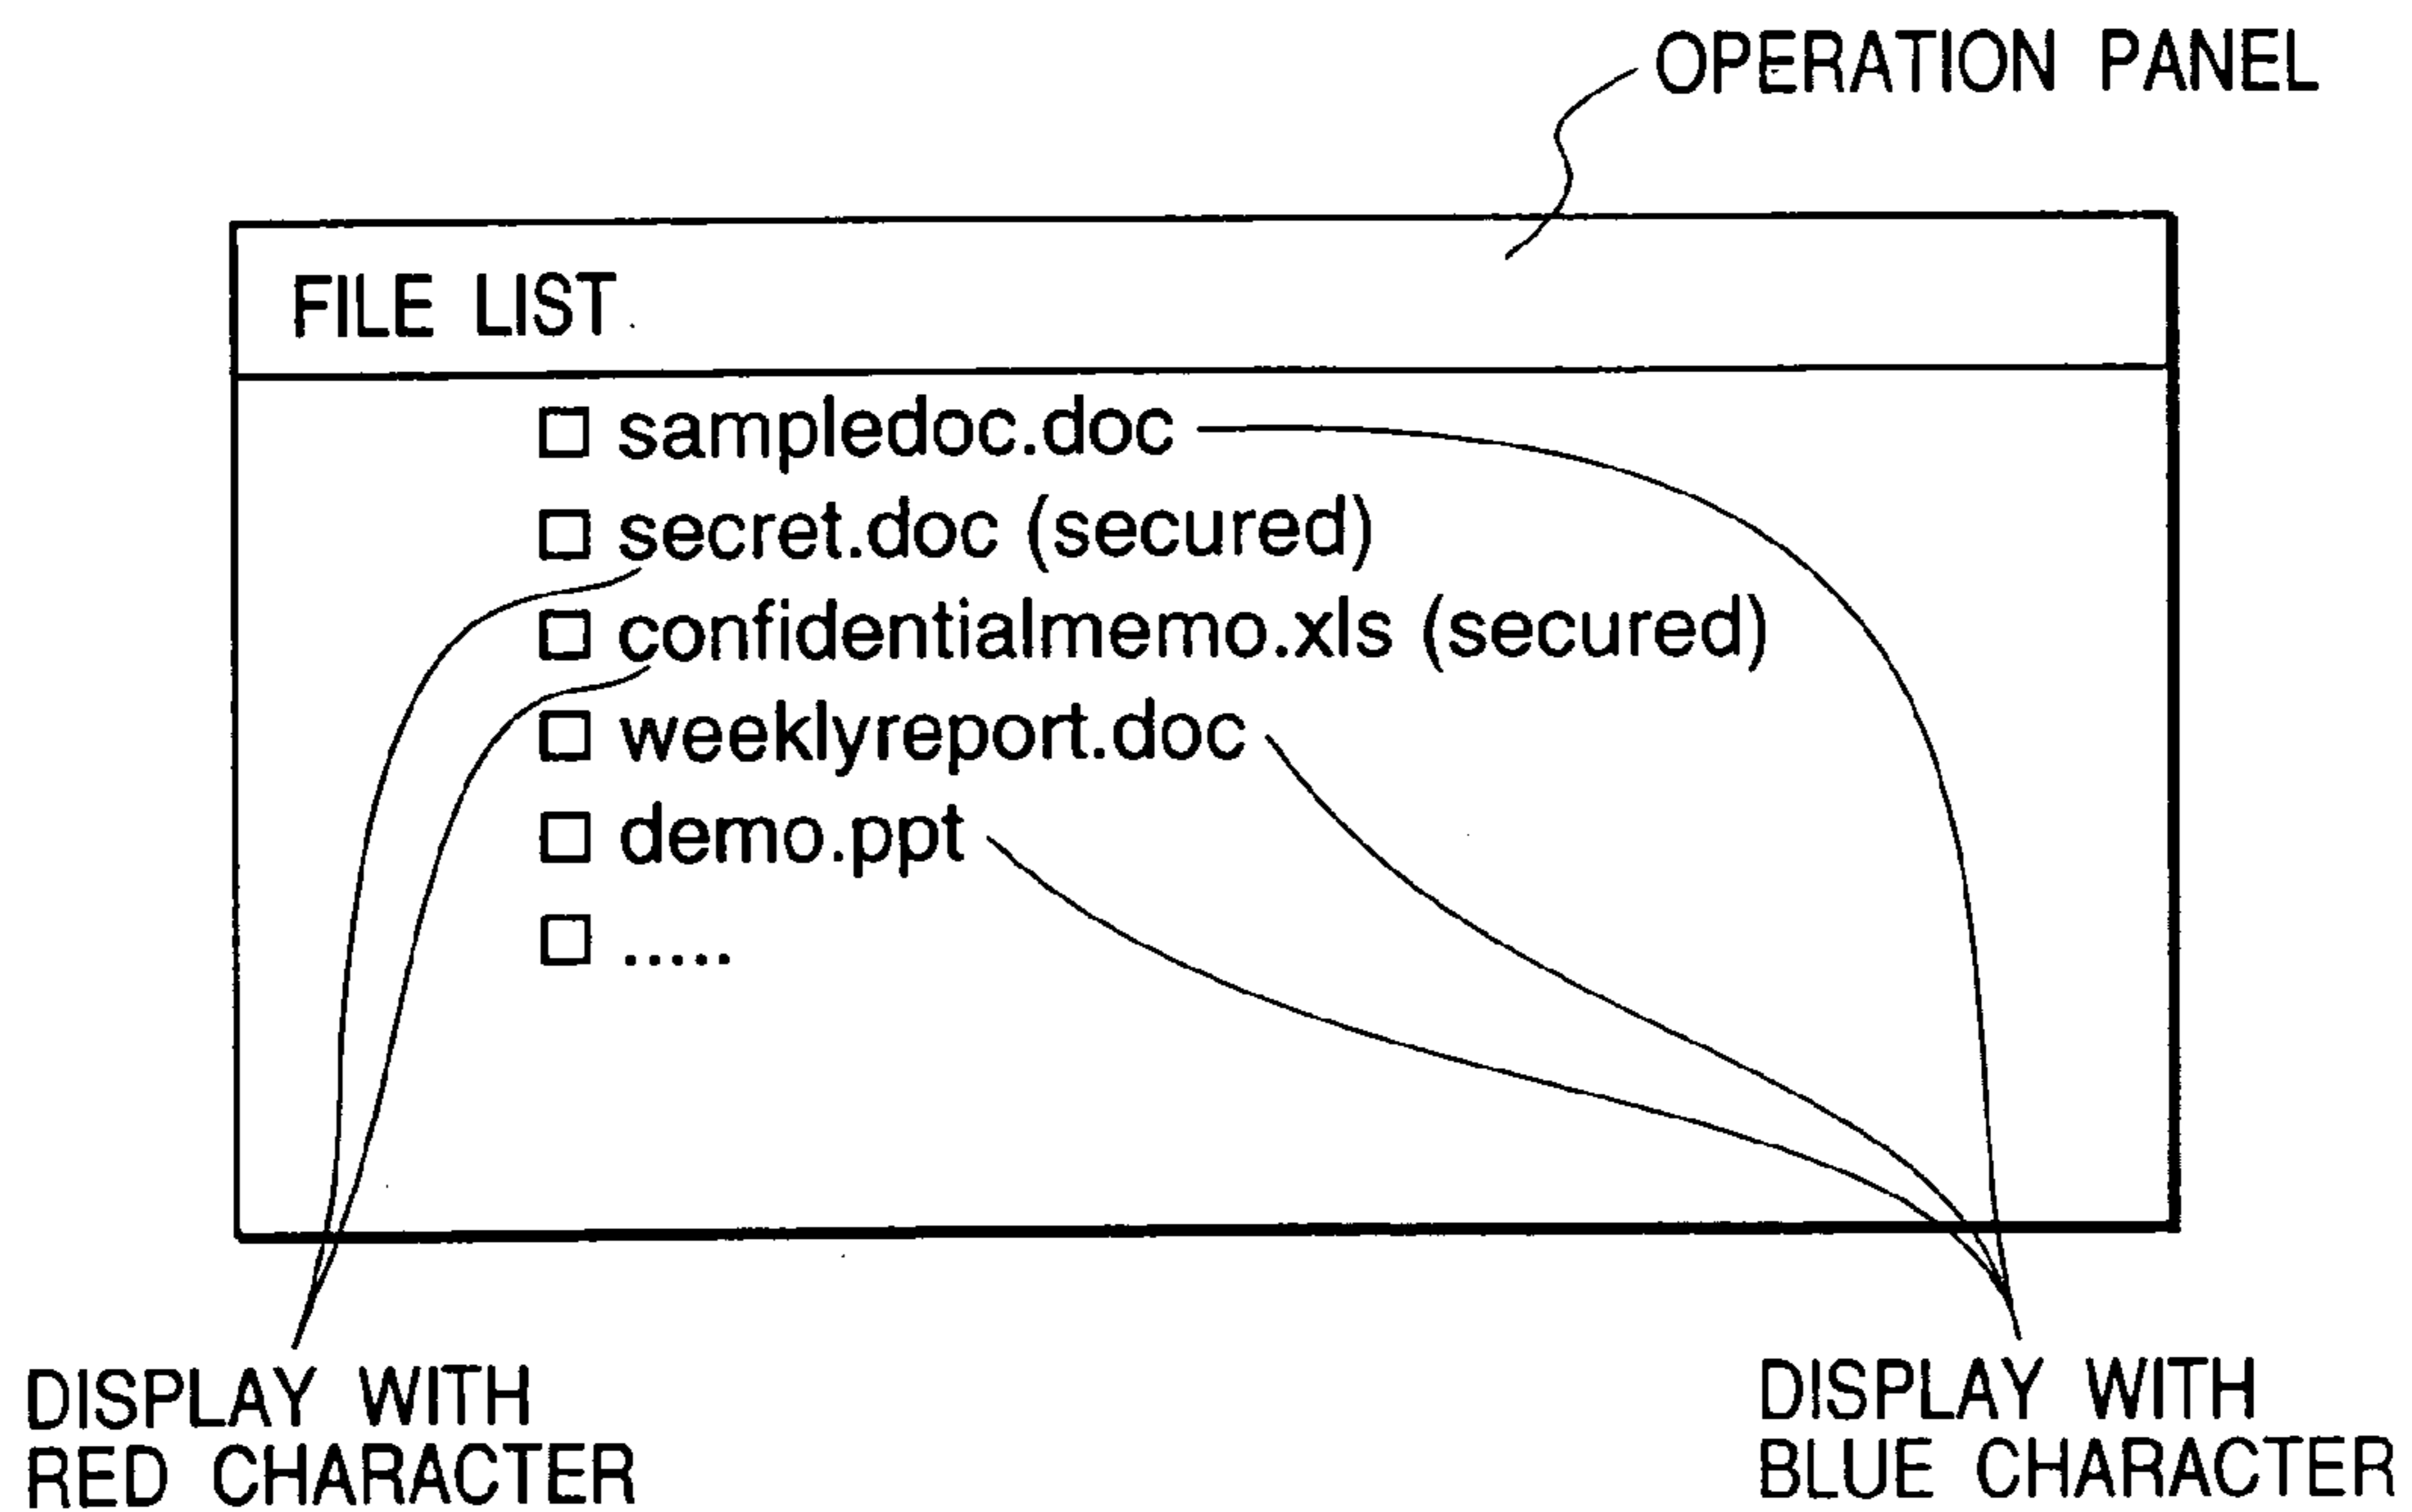 OPERATION PANEL
FILE LIST
sampledoc.doc
secret.doc (secured)
confidentialmemo.xls (secured)
weeklyreport.doc
demo.ppt
.....
DISPLAY WITH
RED CHARACTER
DISPLAY WITH
BLUE CHARACTER